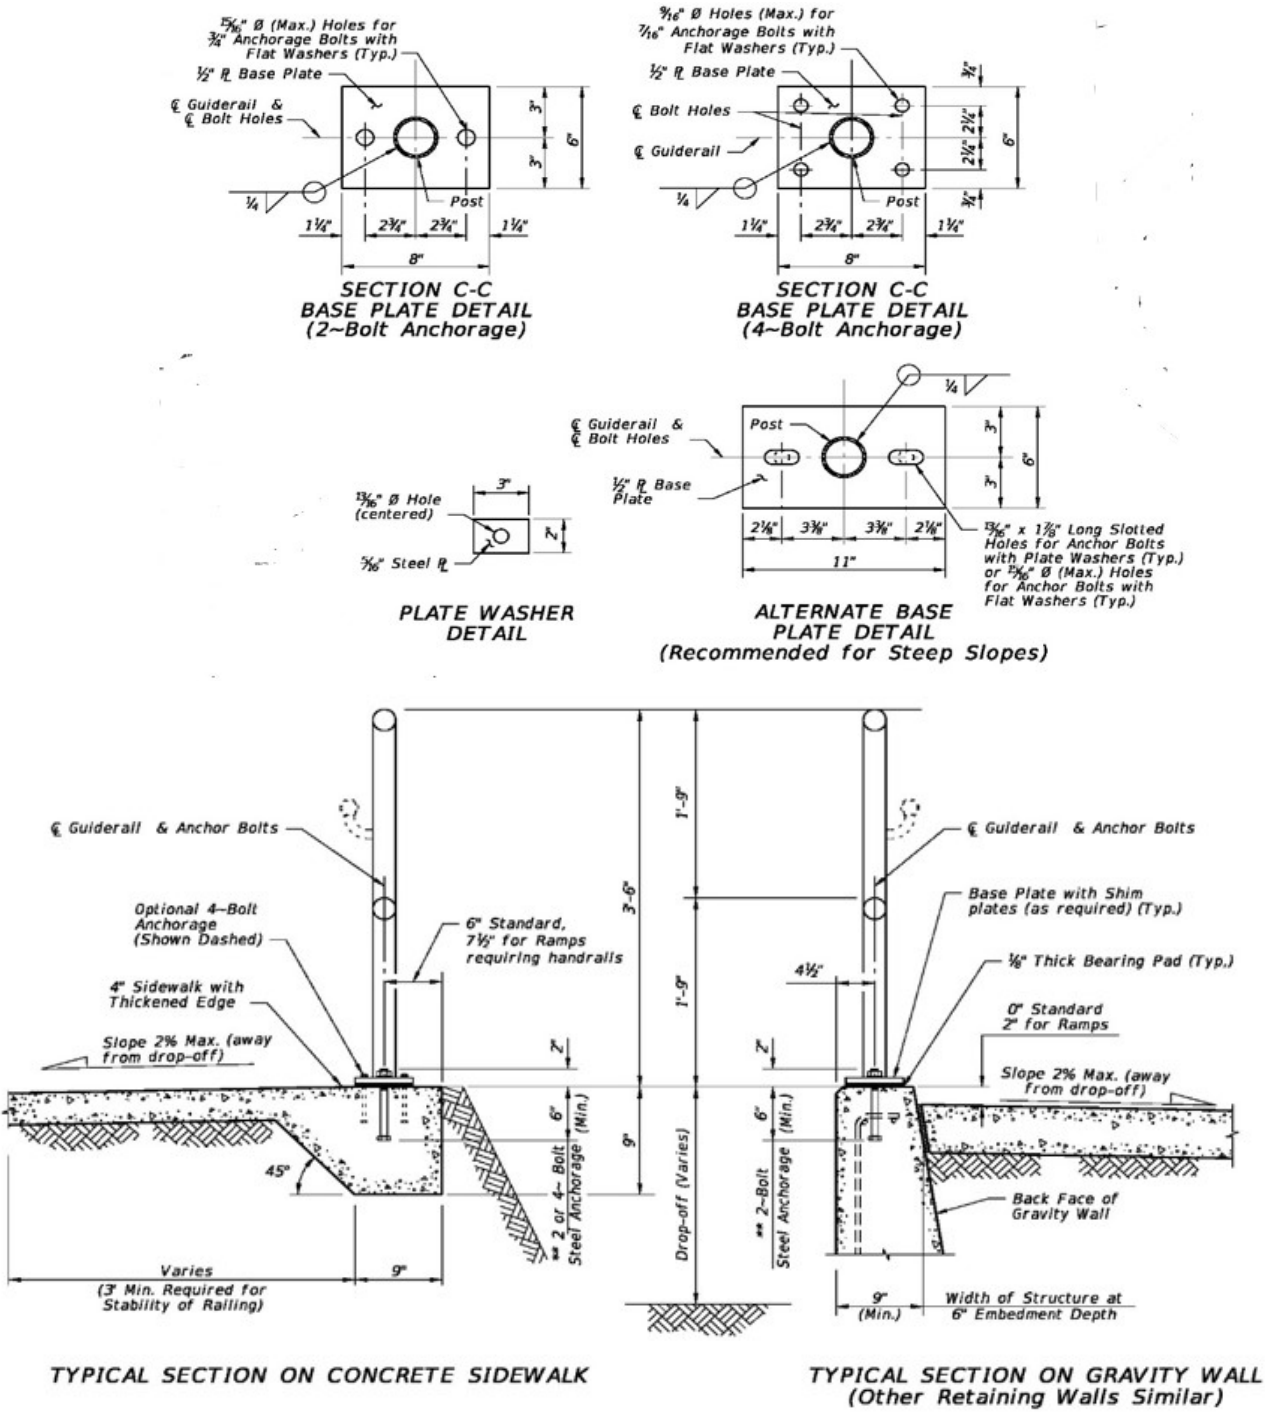 15/16" Ø (Max.) Holes for
3/4" Anchorage Bolts with
Flat Washers (Typ.)
1/2" ℄ Base Plate
℄ Guiderail &
℄ Bolt Holes
3"
3"
6"
1/4
Post
1 1/4"
2 3/4"
2 3/4"
1 1/4"
8"
SECTION C-C
BASE PLATE DETAIL
(2~Bolt Anchorage)
9/16" Ø Holes (Max.) for
7/16" Anchorage Bolts with
Flat Washers (Typ.)
1/2" ℄ Base Plate
℄ Bolt Holes
℄ Guiderail
3/4"
2 1/4"
2 1/4"
3/4"
6"
1/4
Post
1 1/4"
2 3/4"
2 3/4"
1 1/4"
8"
SECTION C-C
BASE PLATE DETAIL
(4~Bolt Anchorage)
3"
13/16" Ø Hole
(centered)
2"
5/16" Steel ℄
PLATE WASHER
DETAIL
1/4
℄ Guiderail &
℄ Bolt Holes
Post
1/2" ℄ Base
Plate
3"
3"
6"
2 1/8"
3 3/8"
3 3/8"
2 1/8"
11"
13/16" x 1 7/8" Long Slotted
Holes for Anchor Bolts
with Plate Washers (Typ.)
or 15/16" Ø (Max.) Holes
for Anchor Bolts with
Flat Washers (Typ.)
ALTERNATE BASE
PLATE DETAIL
(Recommended for Steep Slopes)
℄ Guiderail & Anchor Bolts
Optional 4~Bolt
Anchorage
(Shown Dashed)
6" Standard,
7 1/2" for Ramps
requiring handrails
4" Sidewalk with
Thickened Edge
Slope 2% Max. (away
from drop-off)
45°
Varies
(3' Min. Required for
Stability of Railing)
9"
2"
6"
(Min.)
** 2 or 4~ Bolt
Steel Anchorage
3'-6"
9"
1'-9"
1'-9"
Drop-off (Varies)
TYPICAL SECTION ON CONCRETE SIDEWALK
℄ Guiderail & Anchor Bolts
Base Plate with Shim
plates (as required) (Typ.)
4 1/2"
1/8" Thick Bearing Pad (Typ,)
0" Standard
2" for Ramps
Slope 2% Max. (away
from drop-off)
2"
6"
** 2~Bolt
Steel Anchorage (Min.)
Back Face of
Gravity Wall
9"
(Min.)
Width of Structure at
6" Embedment Depth
TYPICAL SECTION ON GRAVITY WALL
(Other Retaining Walls Similar)